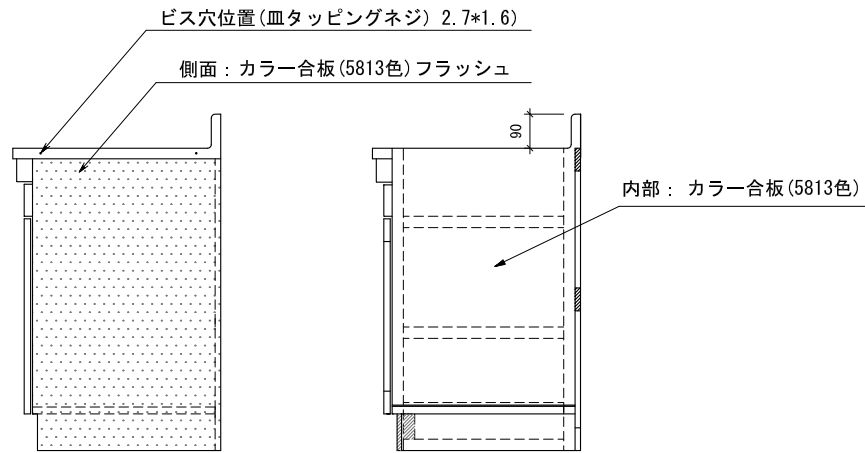 ビス穴位置(皿タッピングネジ) 2.7*1.6)
側面：カラー合板(5813色)フラッシュ
90
内部： カラー合板(5813色)